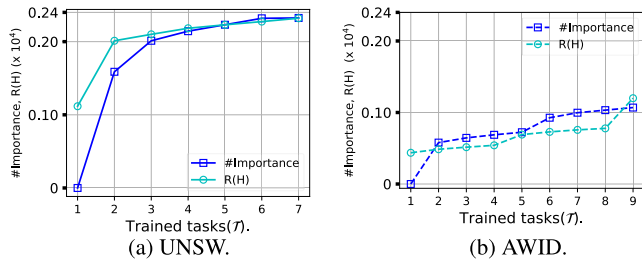 #Importance, R(H) (x 10⁴)
0.24
0.20
0.10
0
#Importance
R(H)
1 2 3 4 5 6 7
Trained tasks(𝒯).
(a) UNSW.
#Importance, R(H) (x 10⁴)
0.24
0.20
0.10
0
#Importance
R(H)
1 2 3 4 5 6 7 8 9
Trained tasks(𝒯).
(b) AWID.